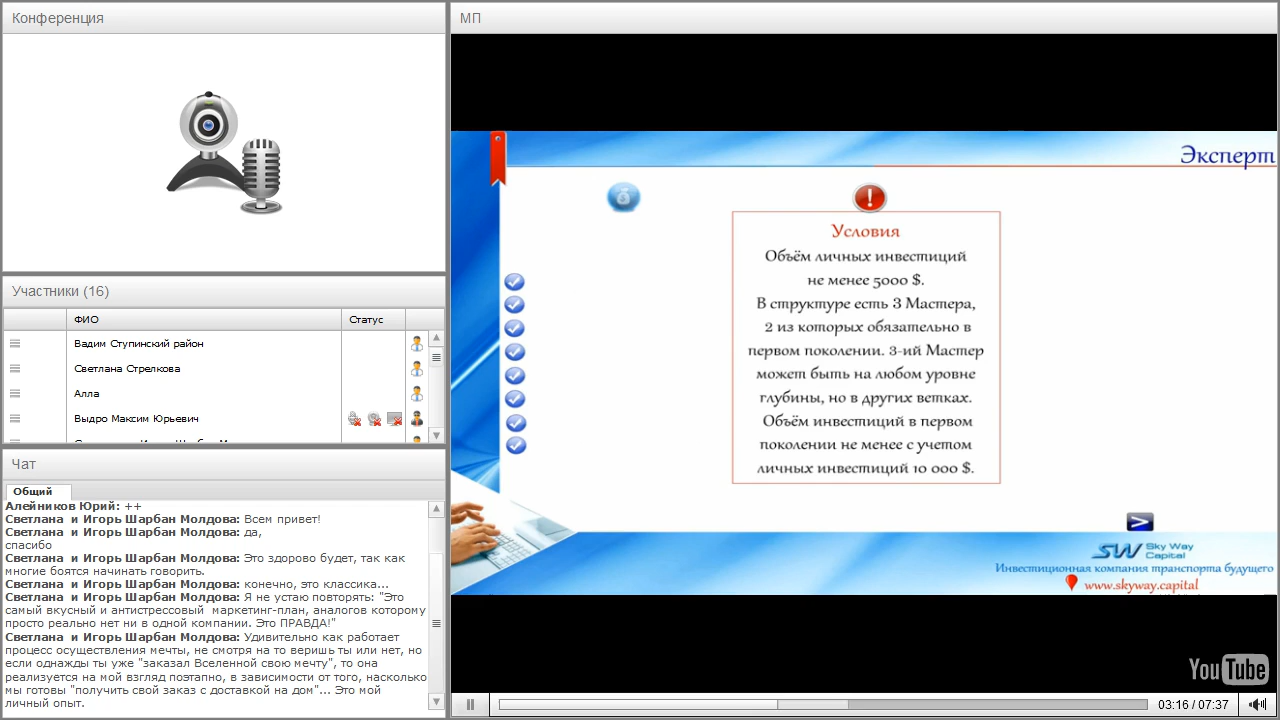 Конференция
Участники (16)
ФИО
Статус
Вадим Ступинский район
Светлана Стрелкова
Алла
Выдро Максим Юрьевич
Чат
Общий
Алейников Юрий: ++
Светлана и Игорь Шарбан Молдова: Всем привет!
Светлана и Игорь Шарбан Молдова: да,
спасибо
Светлана и Игорь Шарбан Молдова: Это здорово будет, так как
многие боятся начинать говорить.
Светлана и Игорь Шарбан Молдова: конечно, это классика...
Светлана и Игорь Шарбан Молдова: Я не устаю повторять: "Это
самый вкусный и антистрессовый маркетинг-план, аналогов которому
просто реально нет ни в одной компании. Это ПРАВДА!"
Светлана и Игорь Шарбан Молдова: Удивительно как работает
процесс осуществления мечты, не смотря на то веришь ты или нет, но
если однажды ты уже "заказал Вселенной свою мечту", то она
реализуется на мой взгляд поэтапно, в зависимости от того, насколько
мы готовы "получить свой заказ с доставкой на дом"... Это мой
личный опыт.
МП
Эксперт
Условия
Объём личных инвестиций
не менее 5000 $.
В структуре есть 3 Мастера,
2 из которых обязательно в
первом поколении. 3-ий Мастер
может быть на любом уровне
глубины, но в других ветках.
Объём инвестиций в первом
поколении не менее с учетом
личных инвестиций 10 000 $.
SW Sky Way
Capital
Инвестиционная компания транспорта будущего
www.skyway.capital
YouTube
03:16 / 07:37